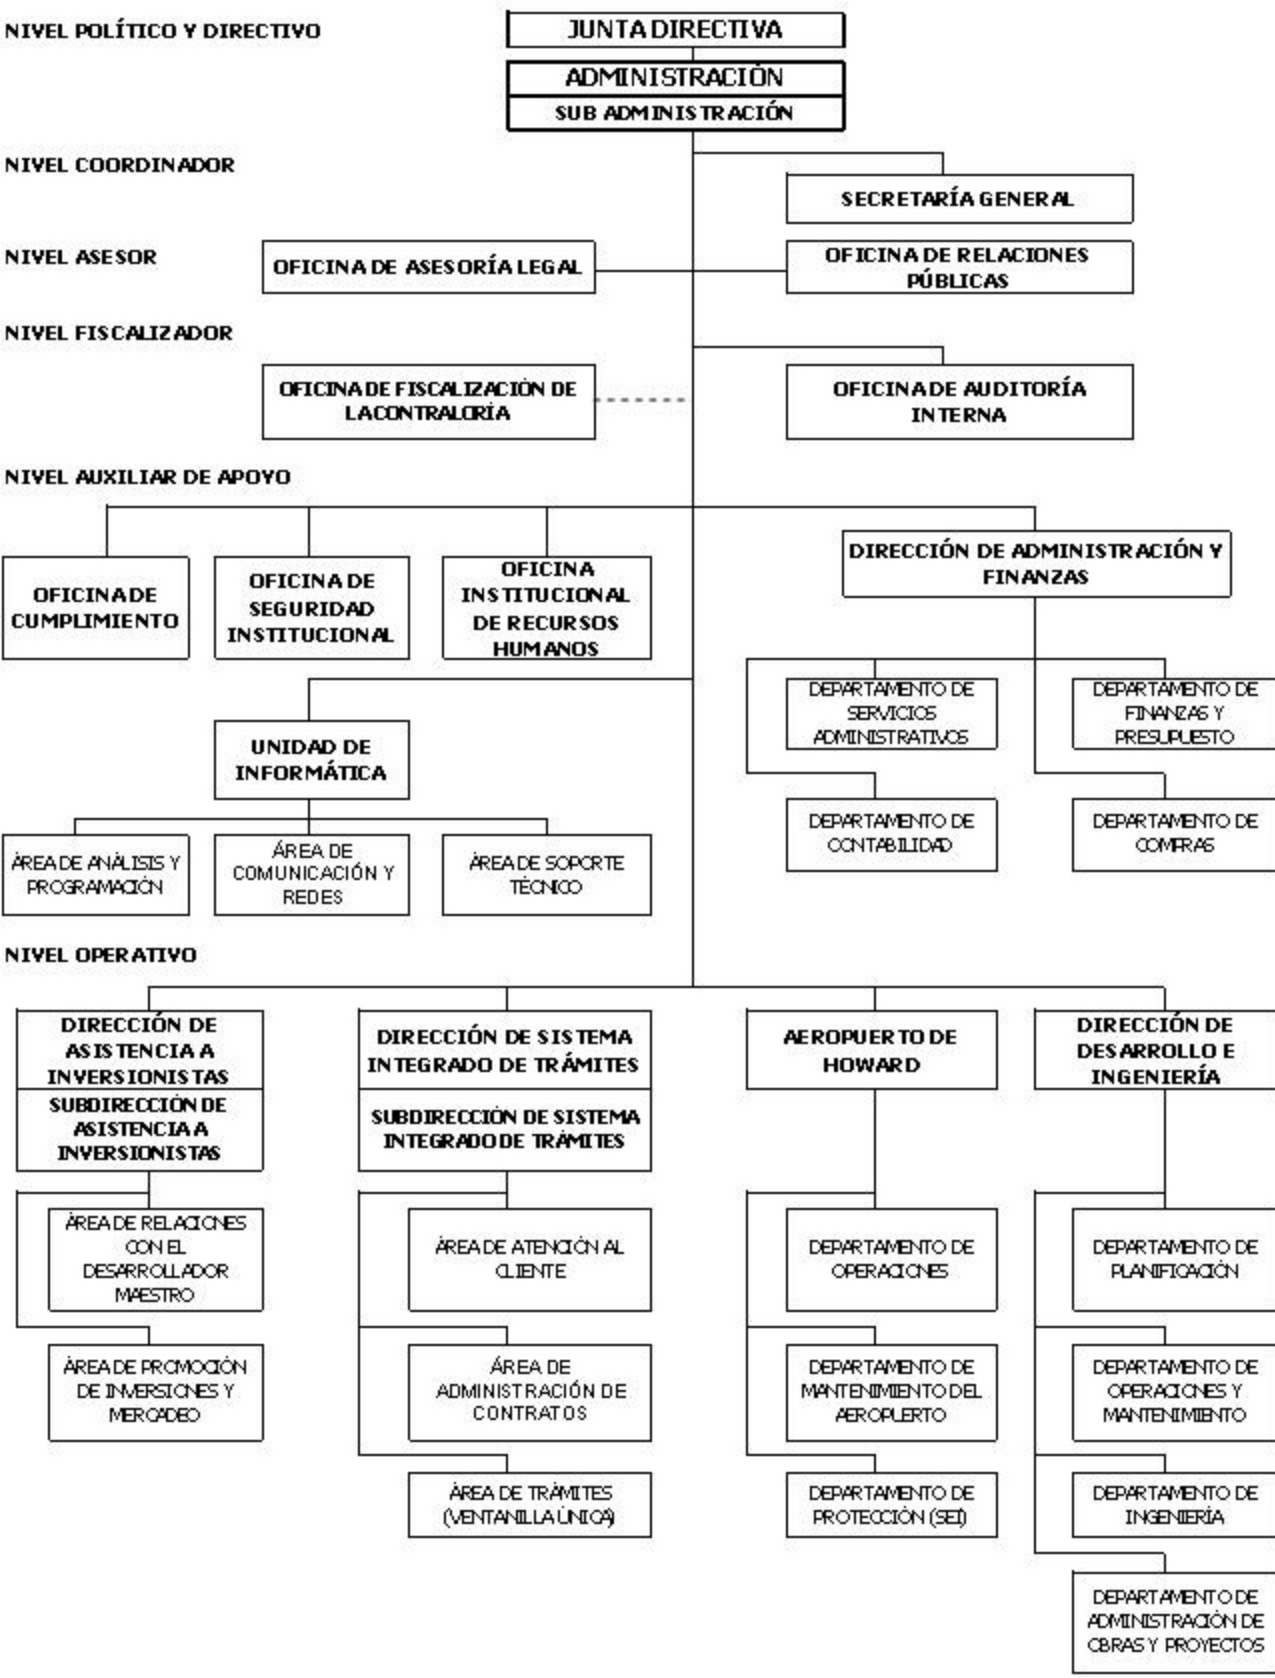 NIVEL POLÍTICO Y DIRECTIVO
JUNTA DIRECTIVA
ADMINISTRACIÓN
SUB ADMINISTRACIÓN
NIVEL COORDINADOR
SECRETARÍA GENERAL
NIVEL ASESOR
OFICINA DE ASESORÍA LEGAL
OFICINA DE RELACIONES
PÚBLICAS
NIVEL FISCALIZADOR
OFICINA DE FISCALIZACIÓN DE
LA CONTRALORÍA
OFICINA DE AUDITORÍA
INTERNA
NIVEL AUXILIAR DE APOYO
OFICINA DE
CUMPLIMIENTO
OFICINA DE
SEGURIDAD
INSTITUCIONAL
OFICINA
INSTITUCIONAL
DE RECURSOS
HUMANOS
DIRECCIÓN DE ADMINISTRACIÓN Y
FINANZAS
DEPARTAMENTO DE
SERVICIOS
ADMINISTRATIVOS
DEPARTAMENTO DE
FINANZAS Y
PRESUPUESTO
UNIDAD DE
INFORMÁTICA
DEPARTAMENTO DE
CONTABILIDAD
DEPARTAMENTO DE
COMPRAS
ÁREA DE ANÁLISIS Y
PROGRAMACIÓN
ÁREA DE
COMUNICACIÓN Y
REDES
ÁREA DE SOPORTE
TÉCNICO
NIVEL OPERATIVO
DIRECCIÓN DE
ASISTENCIA A
INVERSIONISTAS
SUBDIRECCIÓN DE
ASISTENCIA A
INVERSIONISTAS
DIRECCIÓN DE SISTEMA
INTEGRADO DE TRÁMITES
SUBDIRECCIÓN DE SISTEMA
INTEGRADO DE TRÁMITES
AEROPUERTO DE
HOWARD
DIRECCIÓN DE
DESARROLLO E
INGENIERÍA
ÁREA DE RELACIONES
CON EL
DESARROLLADOR
MAESTRO
ÁREA DE ATENCIÓN AL
CLIENTE
DEPARTAMENTO DE
OPERACIONES
DEPARTAMENTO DE
PLANIFICACIÓN
ÁREA DE PROMOCIÓN
DE INVERSIONES Y
MERCADEO
ÁREA DE
ADMINISTRACIÓN DE
CONTRATOS
DEPARTAMENTO DE
MANTENIMIENTO DEL
AEROPUERTO
DEPARTAMENTO DE
OPERACIONES Y
MANTENIMIENTO
ÁREA DE TRÁMITES
(VENTANILLA ÚNICA)
DEPARTAMENTO DE
PROTECCIÓN (SEI)
DEPARTAMENTO DE
INGENIERÍA
DEPARTAMENTO DE
ADMINISTRACIÓN DE
OBRAS Y PROYECTOS